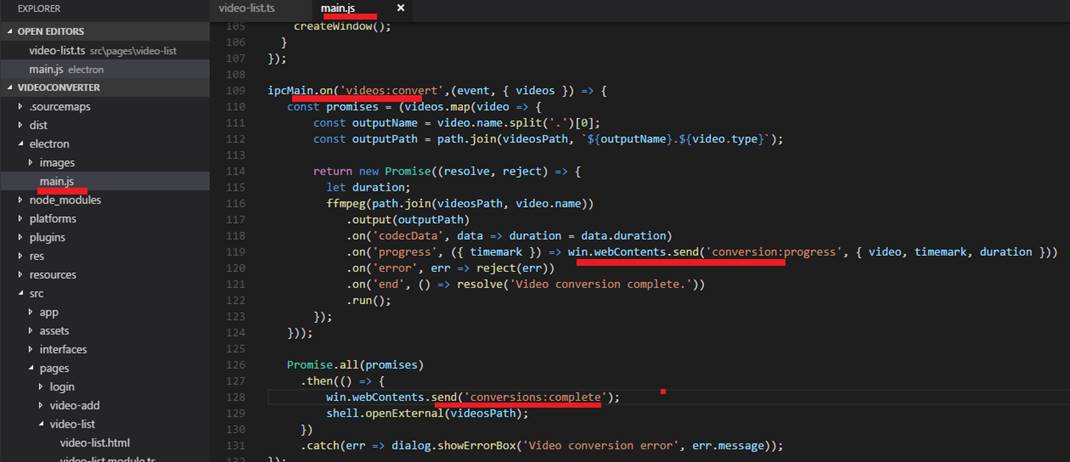 EXPLORER
OPEN EDITORS
video-list.ts src\pages\video-list
main.js electron
VIDEOCONVERTER
.sourcemaps
dist
electron
images
main.js
node_modules
platforms
plugins
res
resources
src
app
assets
interfaces
pages
login
video-add
video-list
video-list.html
video-list.module.ts
video-list.ts main.js ×
105 createWindow();
106 }
107 });
108
109 ipcMain.on('videos:convert',(event, { videos }) => {
110 const promises = (videos.map(video => {
111 const outputName = video.name.split('.')[0];
112 const outputPath = path.join(videosPath, `${outputName}.${video.type}`);
113
114 return new Promise((resolve, reject) => {
115 let duration;
116 ffmpeg(path.join(videosPath, video.name))
117 .output(outputPath)
118 .on('codecData', data => duration = data.duration)
119 .on('progress', ({ timemark }) => win.webContents.send('conversion:progress', { video, timemark, duration }))
120 .on('error', err => reject(err))
121 .on('end', () => resolve('Video conversion complete.'))
122 .run();
123 });
124 }));
125
126 Promise.all(promises)
127 .then(() => {
128 win.webContents.send('conversions:complete');
129 shell.openExternal(videosPath);
130 })
131 .catch(err => dialog.showErrorBox('Video conversion error', err.message));
132 });